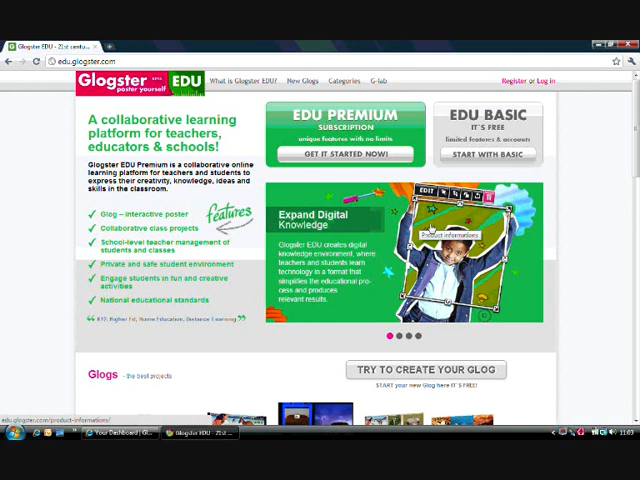 Glogster EDU - 21st centu...
edu.glogster.com
Glogster EDU
poster yourself
What is Glogster EDU? New Glogs Categories G-lab
Register or Log in
A collaborative learning
platform for teachers,
educators & schools!
Glogster EDU Premium is a collaborative online
learning platform for teachers and students to
express their creativity, knowledge, ideas and
skills in the classroom.
features
Glog – interactive poster
Collaborative class projects
School-level teacher management of
students and classes
Private and safe student environment
Engage students in fun and creative
activities
National educational standards
K12, Higher Ed, Home Education, Distance Learning
EDU PREMIUM
SUBSCRIPTION
unique features with no limits
GET IT STARTED NOW!
EDU BASIC
IT'S FREE
limited features & accounts
START WITH BASIC
Expand Digital
Knowledge
Glogster EDU creates digital
knowledge environment, where
teachers and students learn
technology in a format that
simplifies the educational pro-
cess and produces
relevant results.
EDIT
Product informations
Glogs - the best projects
TRY TO CREATE YOUR GLOG
START your new Glog here IT'S FREE!
edu.glogster.com/product-informations/
Your Dashboard | Gl...
Glogster EDU - 21st ...
11:03